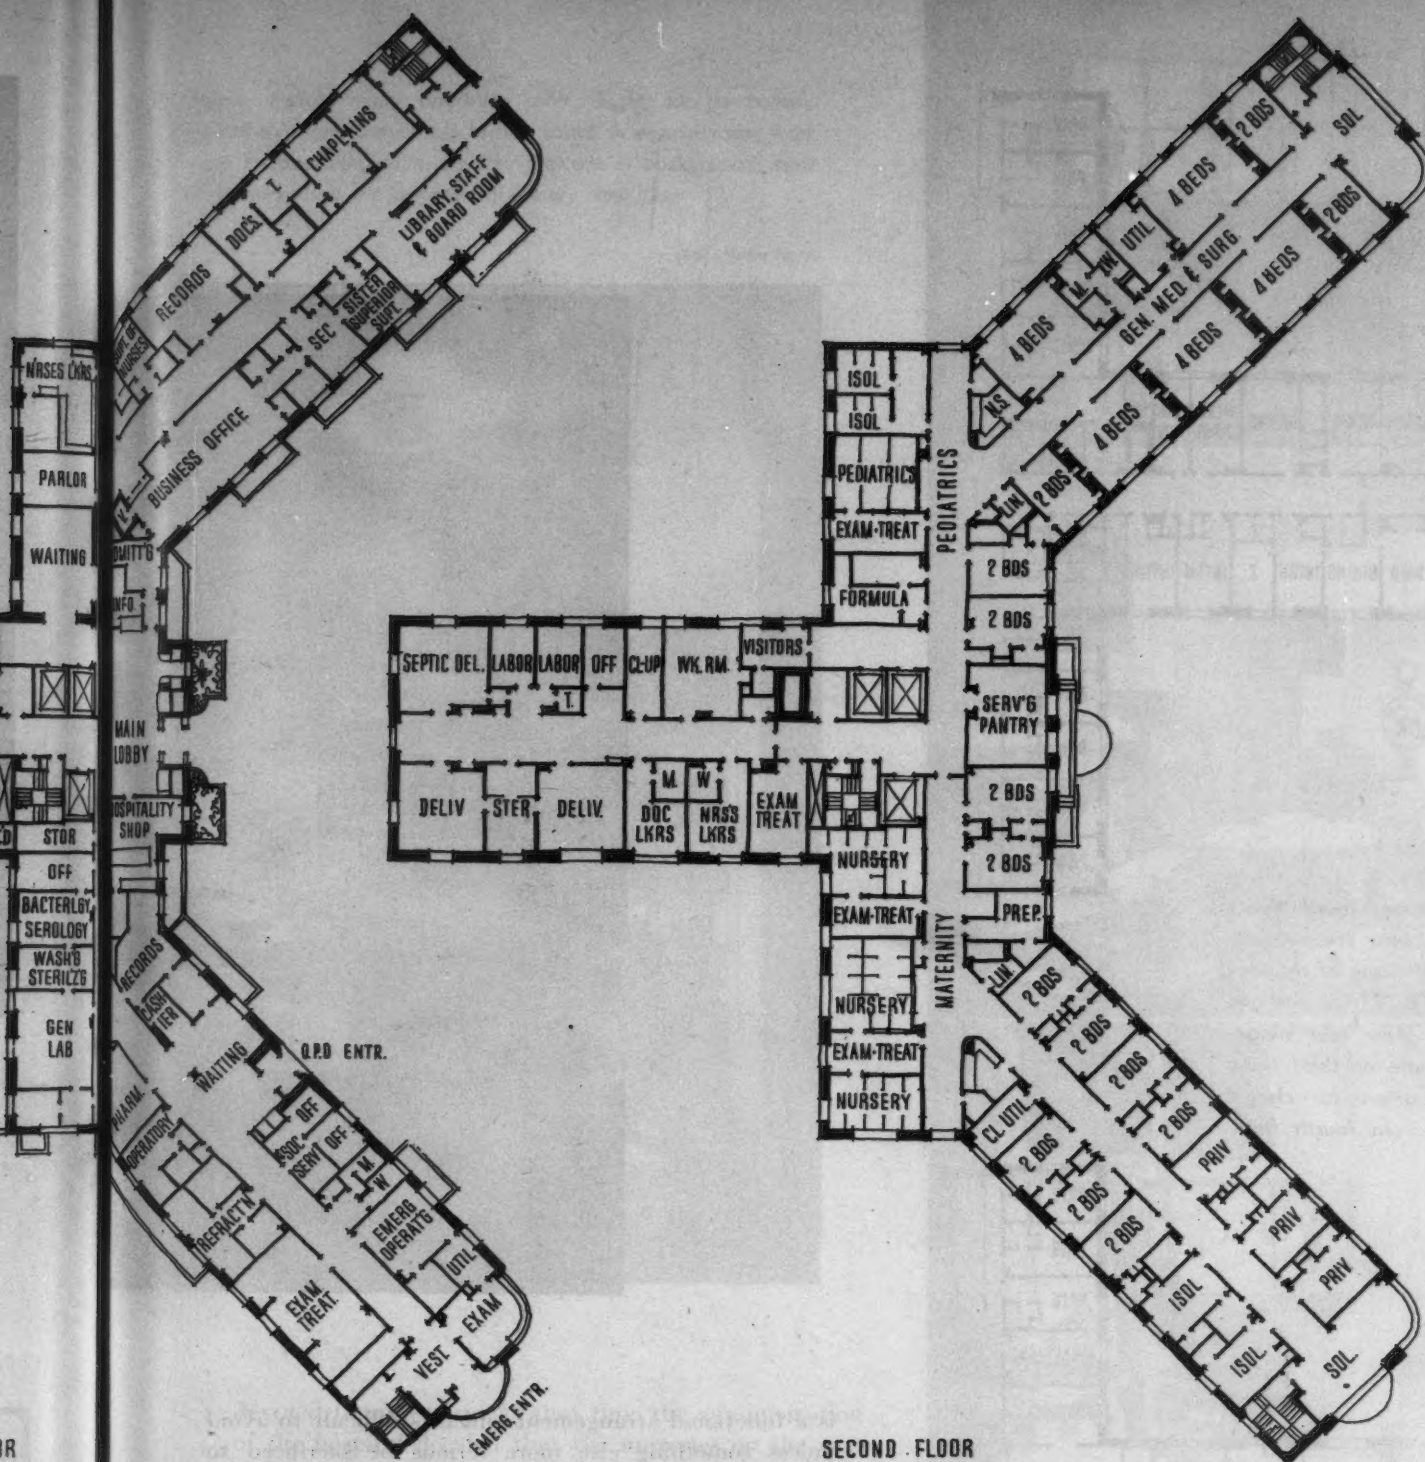 CHAPLAINS
T.
DOC'S.
LIBRARY, STAFF
& BOARD ROOM
RECORDS
SISTER
SUPERIOR
SUPT.
SEC
SUPT. OF
NURSES
BUSINESS OFFICE
NRSES LKRS
PARLOR
V.
WAITING
INFO
MAIN
LOBBY
HOSPITALITY
SHOP
STOR
OFF
BACTERLGY
SEROLOGY
WASH'G
STERILZ'G
GEN
LAB
RECORDS
CASH
IER
WAITING
O.P.D ENTR.
PHARM.
OPERATORY
OFF
SOC.
SERV.
OFF
T.
M.
W
REFRACT'N
EMERG
OPERAT'G
UTIL
EXAM
TREAT.
EXAM
VEST.
EMERG. ENTR.
2 BDS
SOL
4 BEDS
2 BDS
UTIL.
T.W.
M.
4 BEDS
GEN. MED. & SURG.
4 BEDS
4 BEDS
N.S.
4 BEDS
2 BDS
LIN.
ISOL
ISOL
PEDIATRICS
EXAM-TREAT
FORMULA
PEDIATRICS
2 BDS
2 BDS
SERV'G
PANTRY
2 BDS
2 BDS
PREP.
SEPTIC DEL.
LABOR
LABOR
OFF
CL-UP
WK. RM.
VISITORS
T.
DELIV
STER
DELIV.
M.
DOC
LKRS
W
NRS'S
LKRS
EXAM
TREAT
NURSERY
EXAM-TREAT
NURSERY
EXAM-TREAT
NURSERY
MATERNITY
LIN.
2 BDS
2 BDS
2 BDS
2 BDS
PRIV
PRIV
PRIV.
CL. UTIL
2 BDS
2 BDS
2 BDS
ISOL
ISOL.
SOL.
SECOND FLOOR